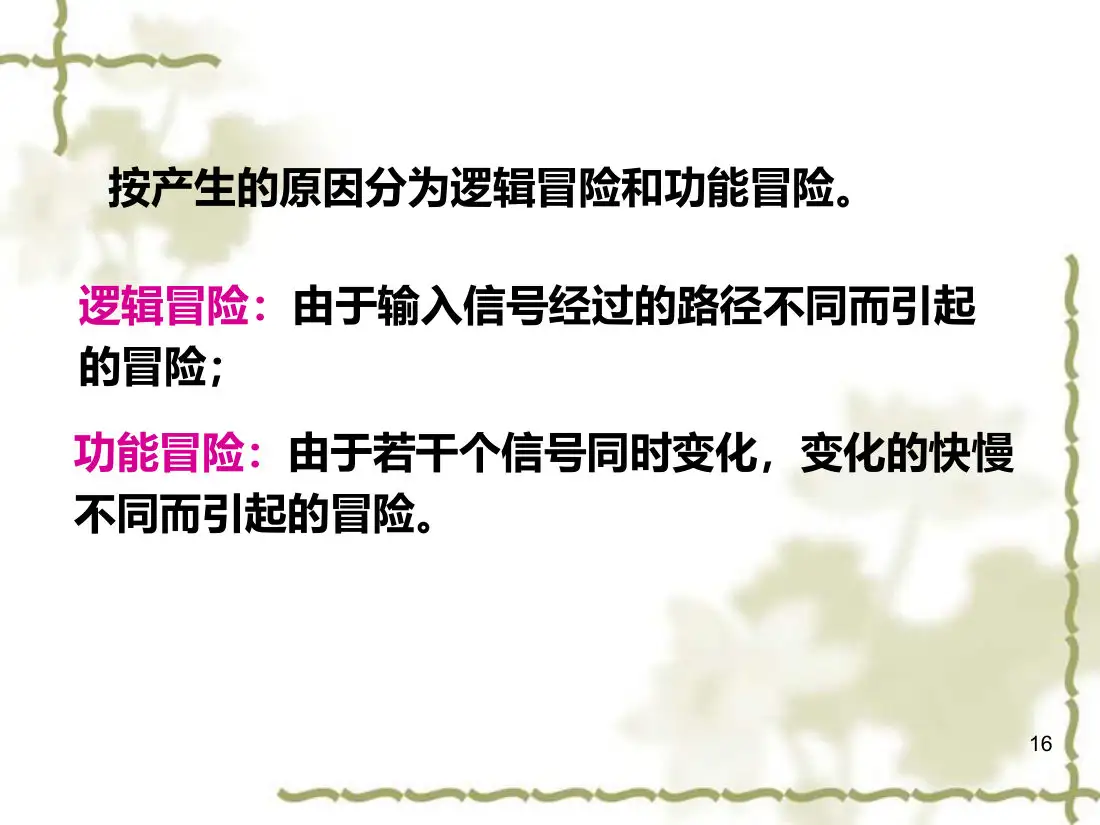 按产生的原因分为逻辑冒险和功能冒险。
逻辑冒险：由于输入信号经过的路径不同而引起
的冒险；
功能冒险：由于若干个信号同时变化，变化的快慢
不同而引起的冒险。
16